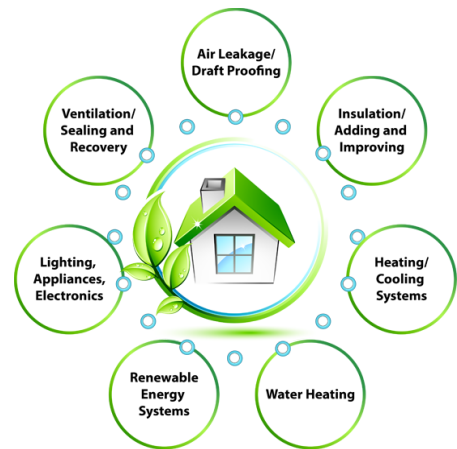 Air Leakage/
Draft Proofing
Insulation/
Adding and
Improving
Heating/
Cooling
Systems
Water Heating
Renewable
Energy
Systems
Lighting,
Appliances,
Electronics
Ventilation/
Sealing and
Recovery